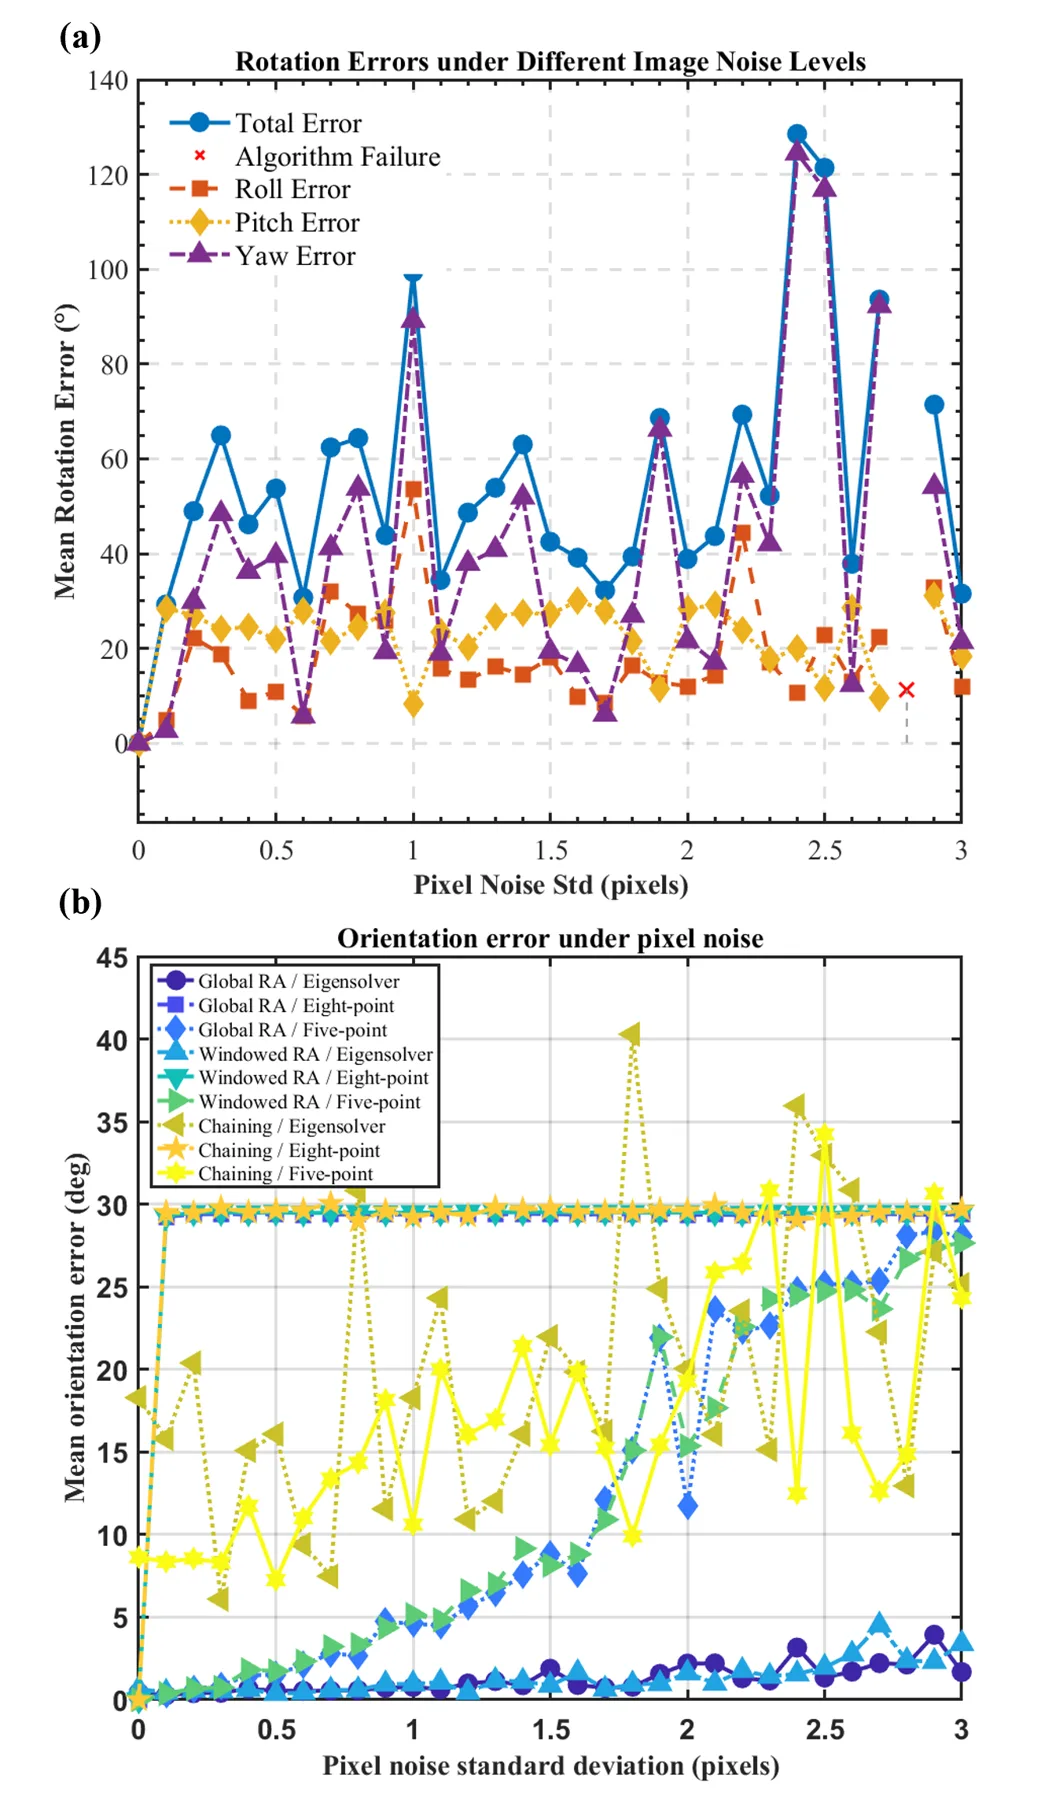 (a)
Rotation Errors under Different Image Noise Levels
140
120
100
80
60
40
20
0
Mean Rotation Error (°)
Total Error
Algorithm Failure
Roll Error
Pitch Error
Yaw Error
0 0.5 1 1.5 2 2.5 3
Pixel Noise Std (pixels)
(b)
Orientation error under pixel noise
45
40
35
30
25
20
15
10
5
0
Mean orientation error (deg)
Global RA / Eigensolver
Global RA / Eight-point
Global RA / Five-point
Windowed RA / Eigensolver
Windowed RA / Eight-point
Windowed RA / Five-point
Chaining / Eigensolver
Chaining / Eight-point
Chaining / Five-point
0 0.5 1 1.5 2 2.5 3
Pixel noise standard deviation (pixels)